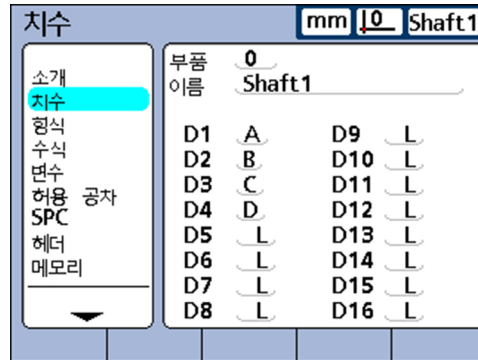 치수 mm 0 Shaft1
소개
치수
형식
수식
변수
허용 공차
SPC
헤더
메모리
부품 0
이름 Shaft1
D1 A D9 L
D2 B D10 L
D3 C D11 L
D4 D D12 L
D5 L D13 L
D6 L D14 L
D7 L D15 L
D8 L D16 L